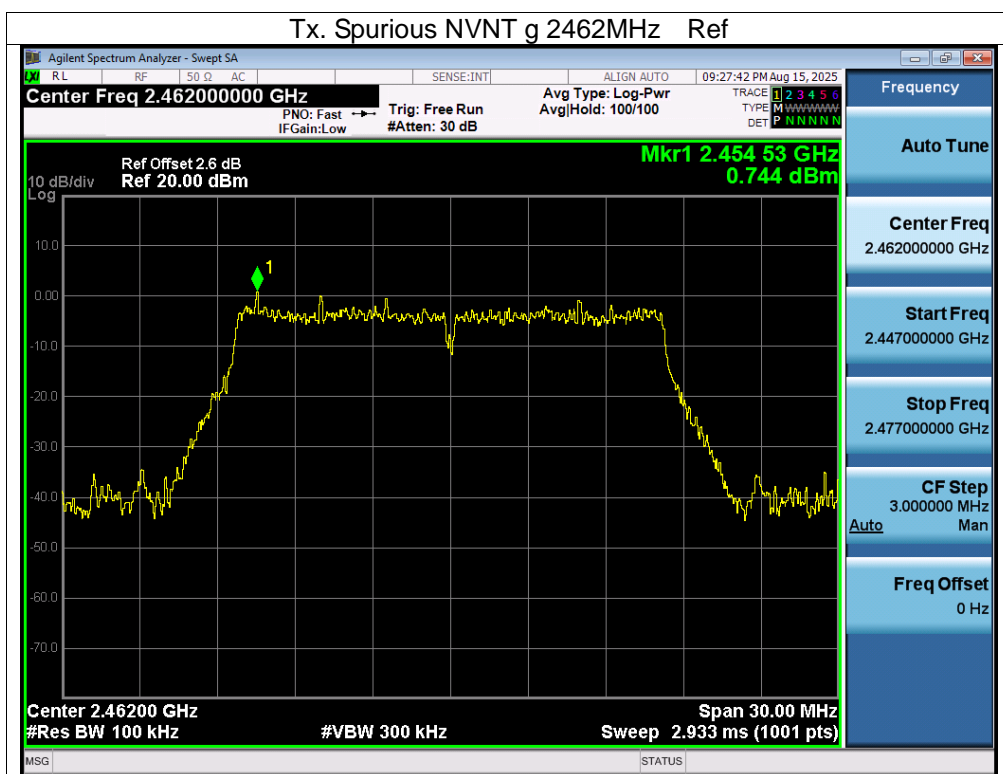 Tx. Spurious NVNT g 2462MHz Ref
Agilent Spectrum Analyzer - Swept SA
LXI RL RF 50 Ω AC SENSE:INT ALIGN AUTO 09:27:42 PM Aug 15, 2025
Center Freq 2.462000000 GHz
PNO: Fast
IFGain:Low
Trig: Free Run
#Atten: 30 dB
Avg Type: Log-Pwr
Avg|Hold: 100/100
TRACE 1 2 3 4 5 6
TYPE M WWWWW
DET P N N N N N
Mkr1 2.454 53 GHz
0.744 dBm
Ref Offset 2.6 dB
10 dB/div Ref 20.00 dBm
Log
10.0
0.00
-10.0
-20.0
-30.0
-40.0
-50.0
-60.0
-70.0
1
Center 2.46200 GHz Span 30.00 MHz
#Res BW 100 kHz #VBW 300 kHz Sweep 2.933 ms (1001 pts)
MSG STATUS
Frequency
Auto Tune
Center Freq
2.462000000 GHz
Start Freq
2.447000000 GHz
Stop Freq
2.477000000 GHz
CF Step
3.000000 MHz
Auto Man
Freq Offset
0 Hz